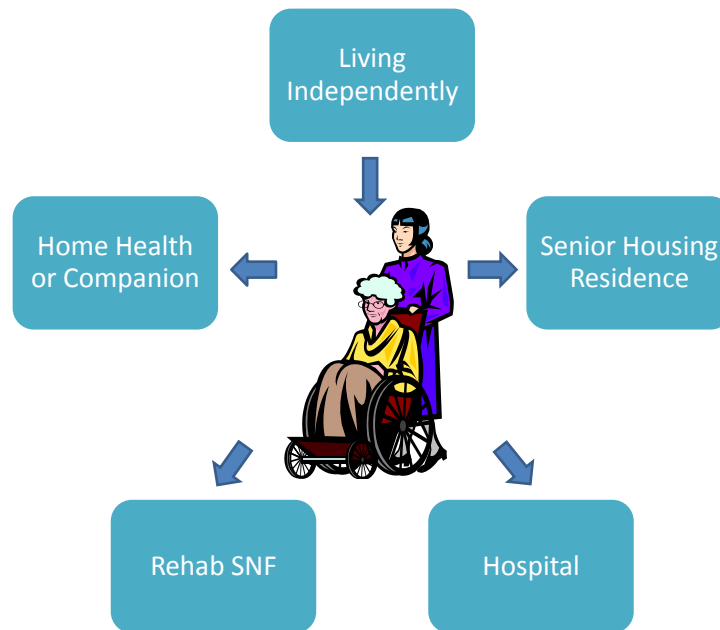 Living
Independently
Home Health
or Companion
Senior Housing
Residence
Rehab SNF
Hospital